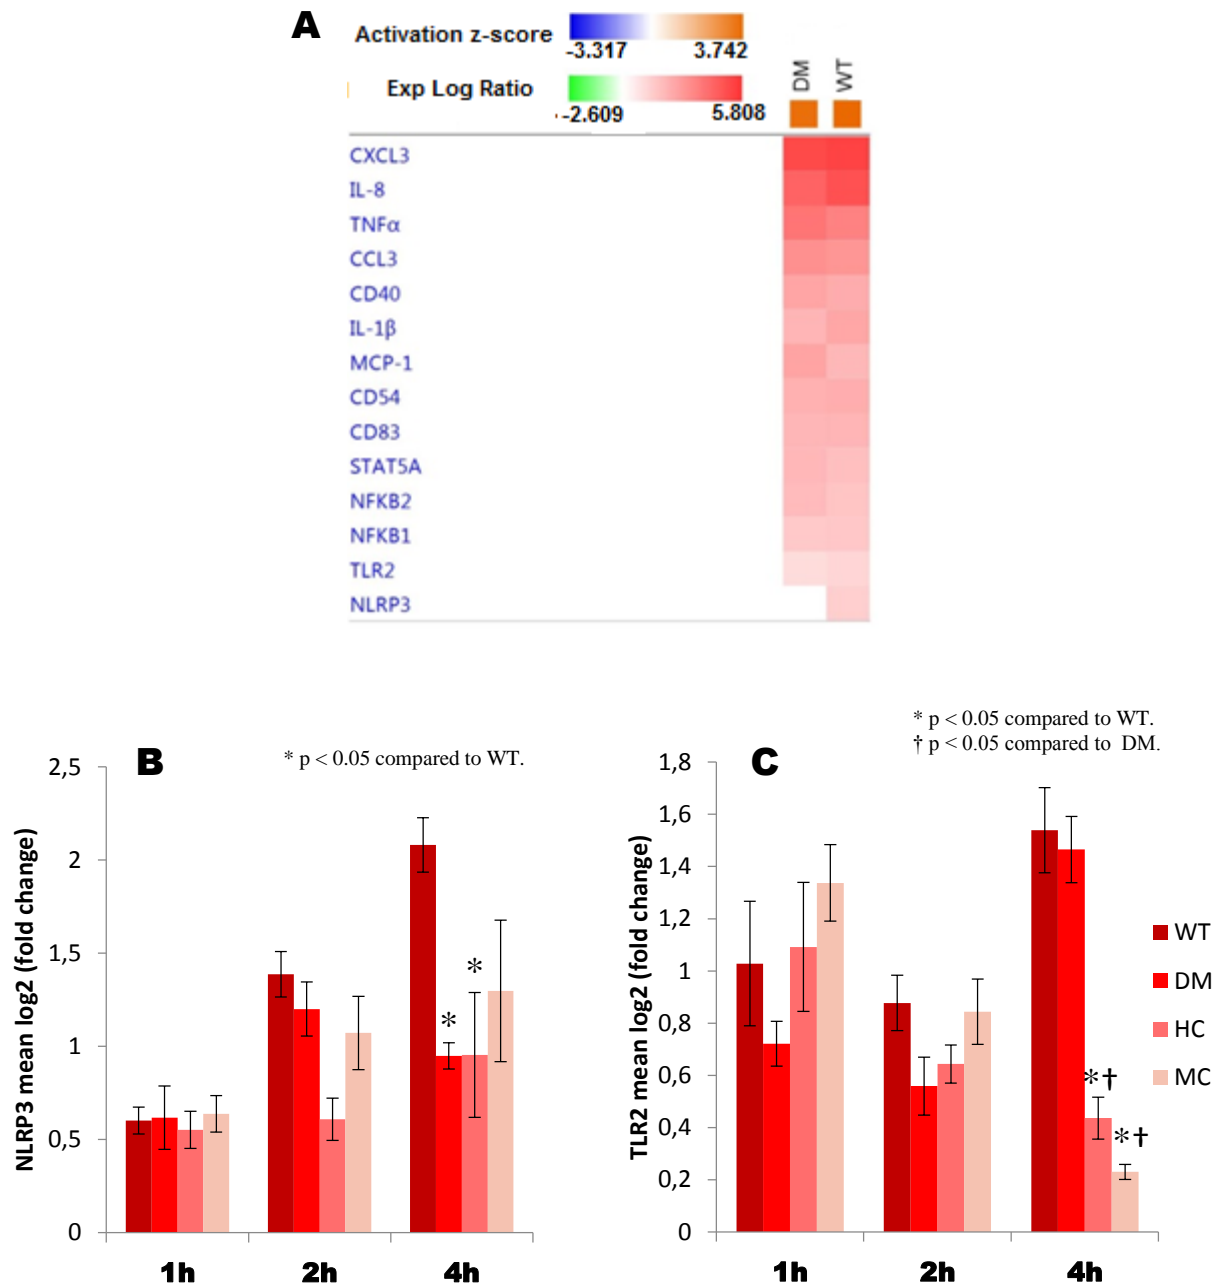 A
Activation z-score
-3.317 3.742
Exp Log Ratio
-2.609 5.808
DM WT
CXCL3
IL-8
TNFα
CCL3
CD40
IL-1β
MCP-1
CD54
CD83
STAT5A
NFKB2
NFKB1
TLR2
NLRP3
B
* p < 0.05 compared to WT.
NLRP3 mean log2 (fold change)
2,5
2
1,5
1
0,5
0
*
*
1h 2h 4h
* p < 0.05 compared to WT.
† p < 0.05 compared to DM.
C
TLR2 mean log2 (fold change)
1,8
1,6
1,4
1,2
1
0,8
0,6
0,4
0,2
0
*†
*†
1h 2h 4h
WT
DM
HC
MC